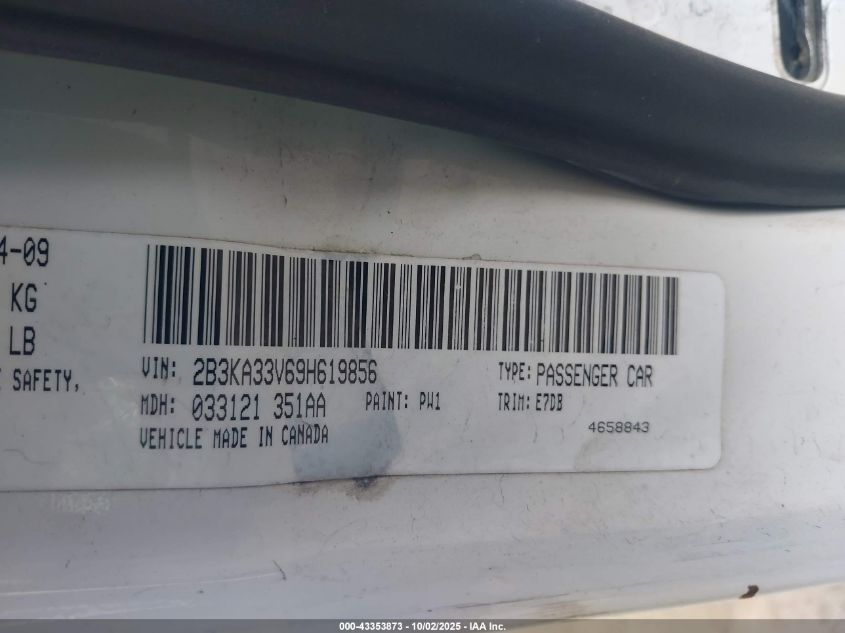 4-09
KG
LB
SAFETY,
VIN: 2B3KA33V69H619856 TYPE: PASSENGER CAR
MDH: 033121 351AA PAINT: PW1 TRIM: E7DB
VEHICLE MADE IN CANADA 4658843
000-43353873 - 10/02/2025 - IAA Inc.